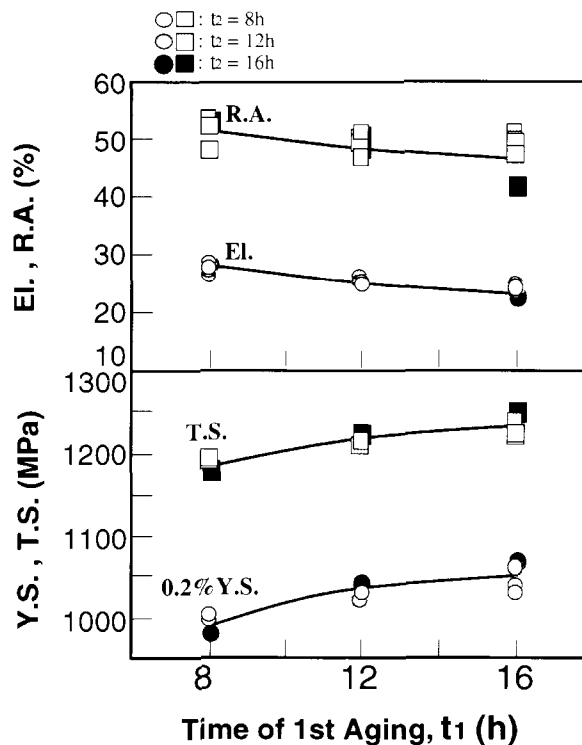 ○□: t2 = 8h
○□: t2 = 12h
●■: t2 = 16h
60
50
40
30
20
10
El. , R.A. (%)
R.A.
El.
1300
1200
1100
1000
Y.S. , T.S. (MPa)
T.S.
0.2%Y.S.
8 12 16
Time of 1st Aging, t1 (h)